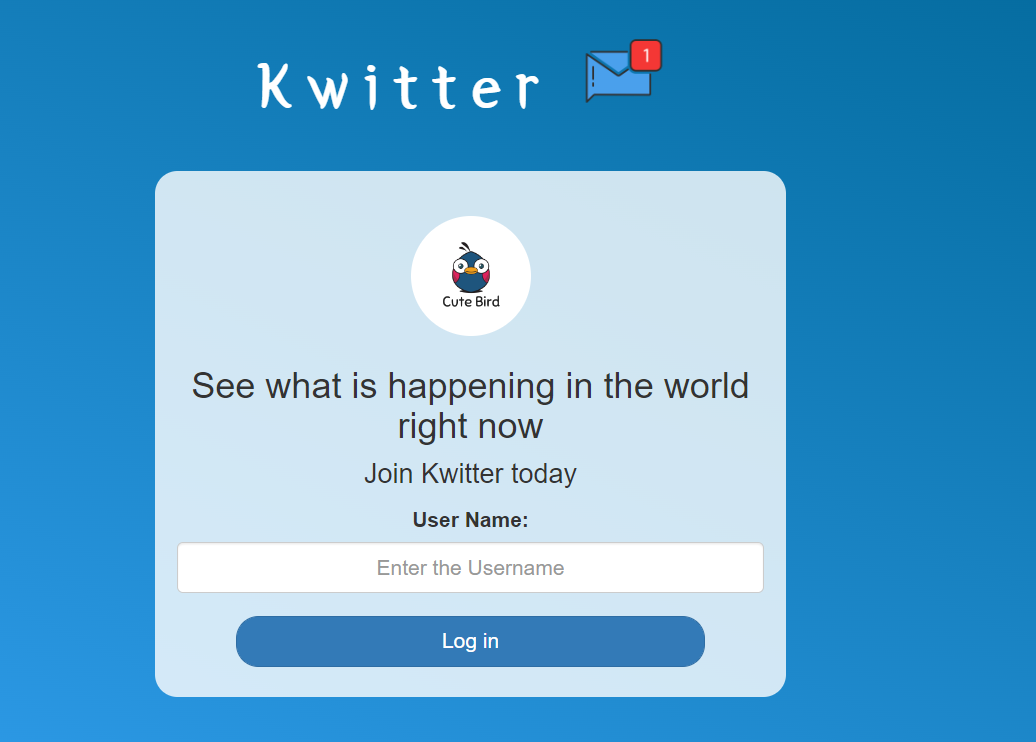 Kwitter
1
Cute Bird
See what is happening in the world
right now
Join Kwitter today
User Name:
Enter the Username
Log in